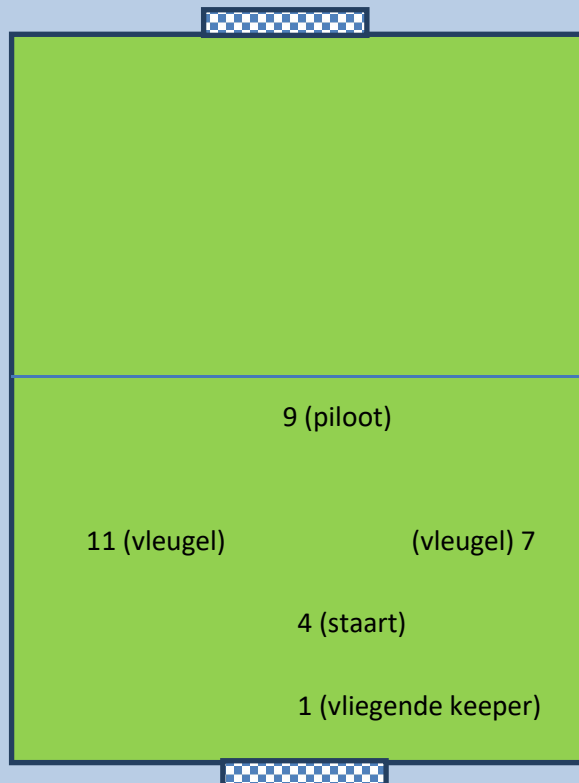 9 (piloot)
11 (vleugel) (vleugel) 7
4 (staart)
1 (vliegende keeper)